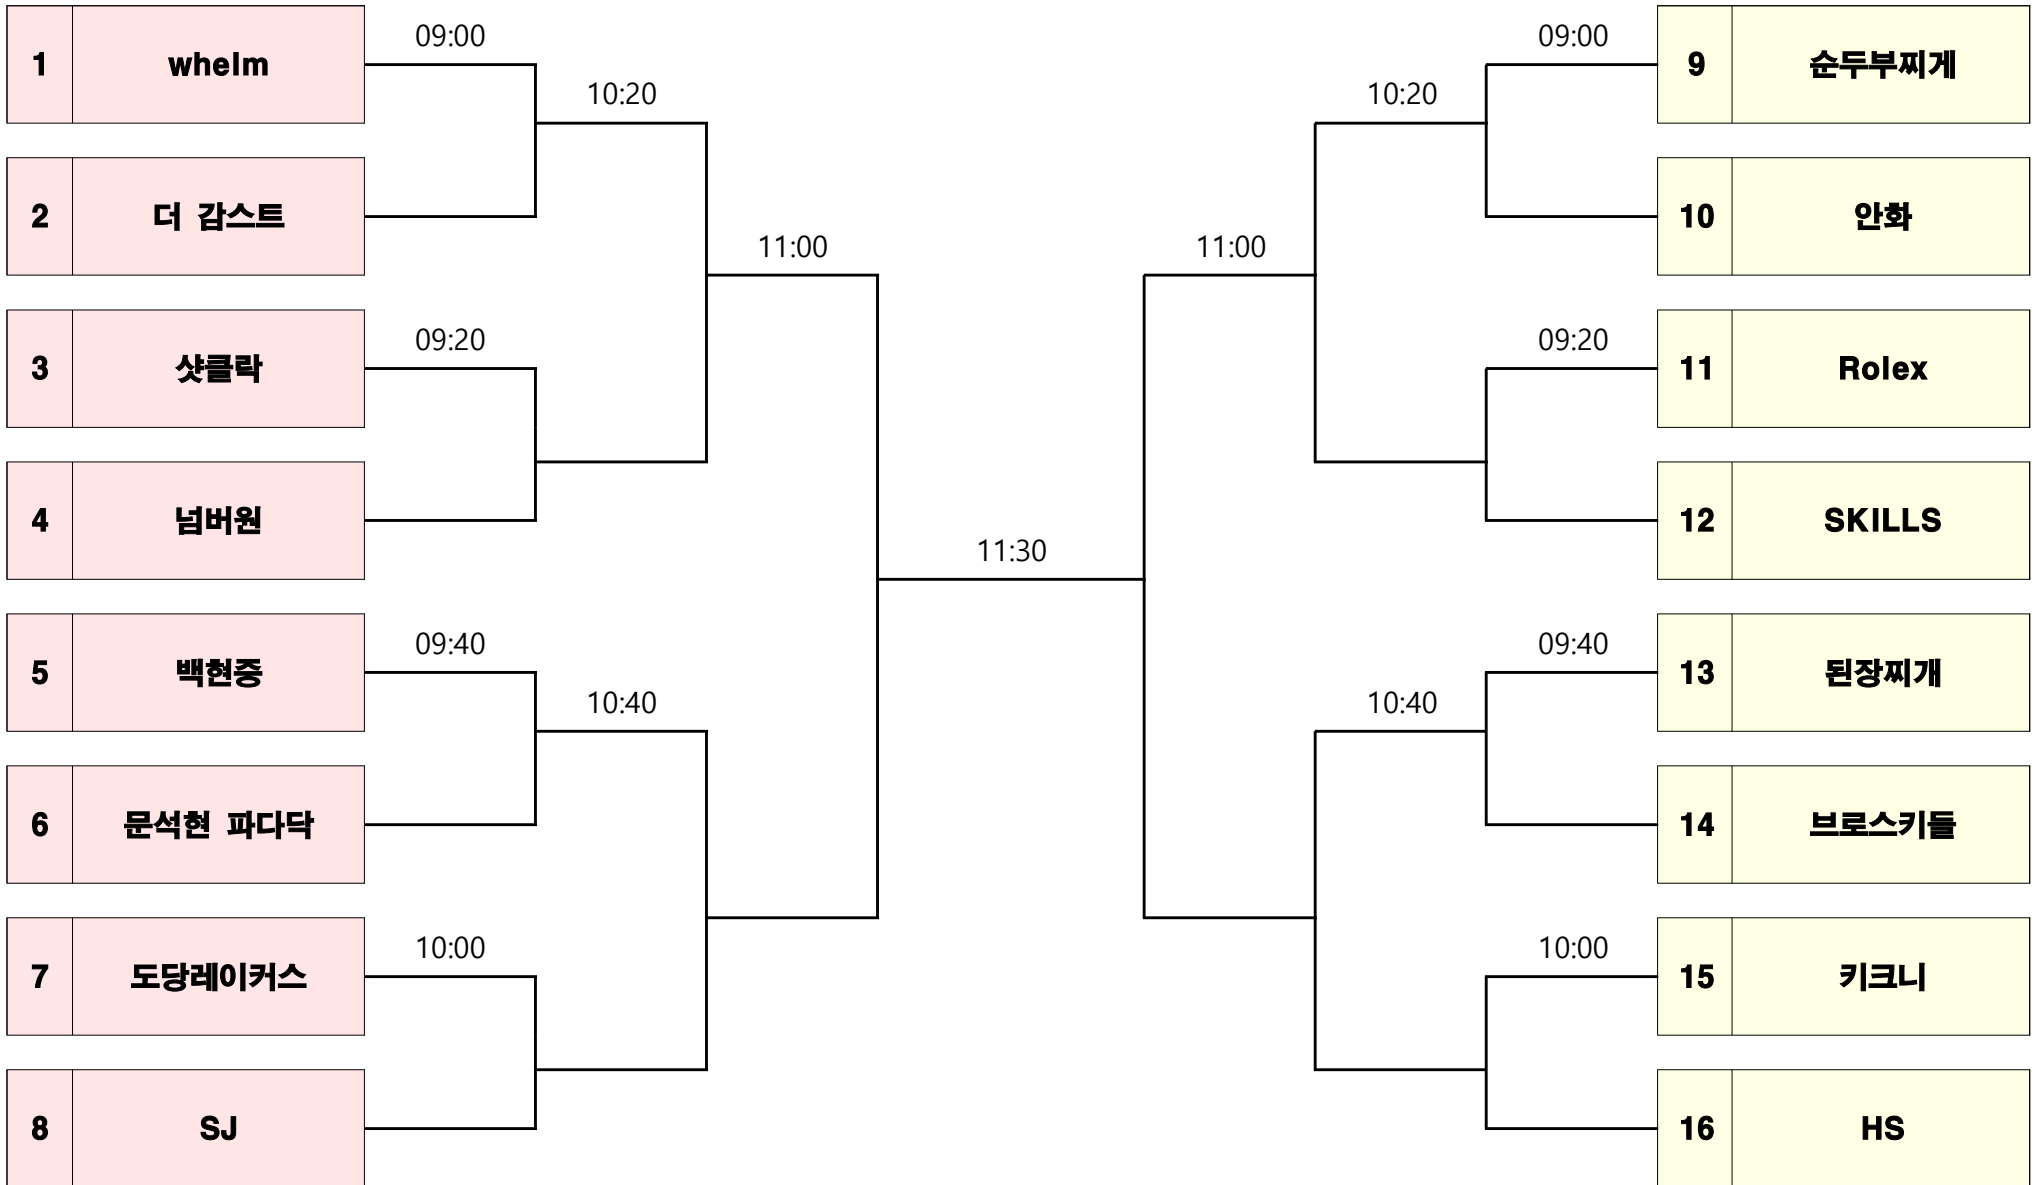 1 whelm 09:00 09:00 9 순두부찌게
10:20 10:20
2 더 감스트 10 안화
11:00 11:00
3 샷클락 09:20 09:20 11 Rolex
4 넘버원 12 SKILLS
11:30
5 백현중 09:40 09:40 13 된장찌개
10:40 10:40
6 문석현 파다닥 14 브로스키들
7 도당레이커스 10:00 10:00 15 키크니
8 SJ 16 HS